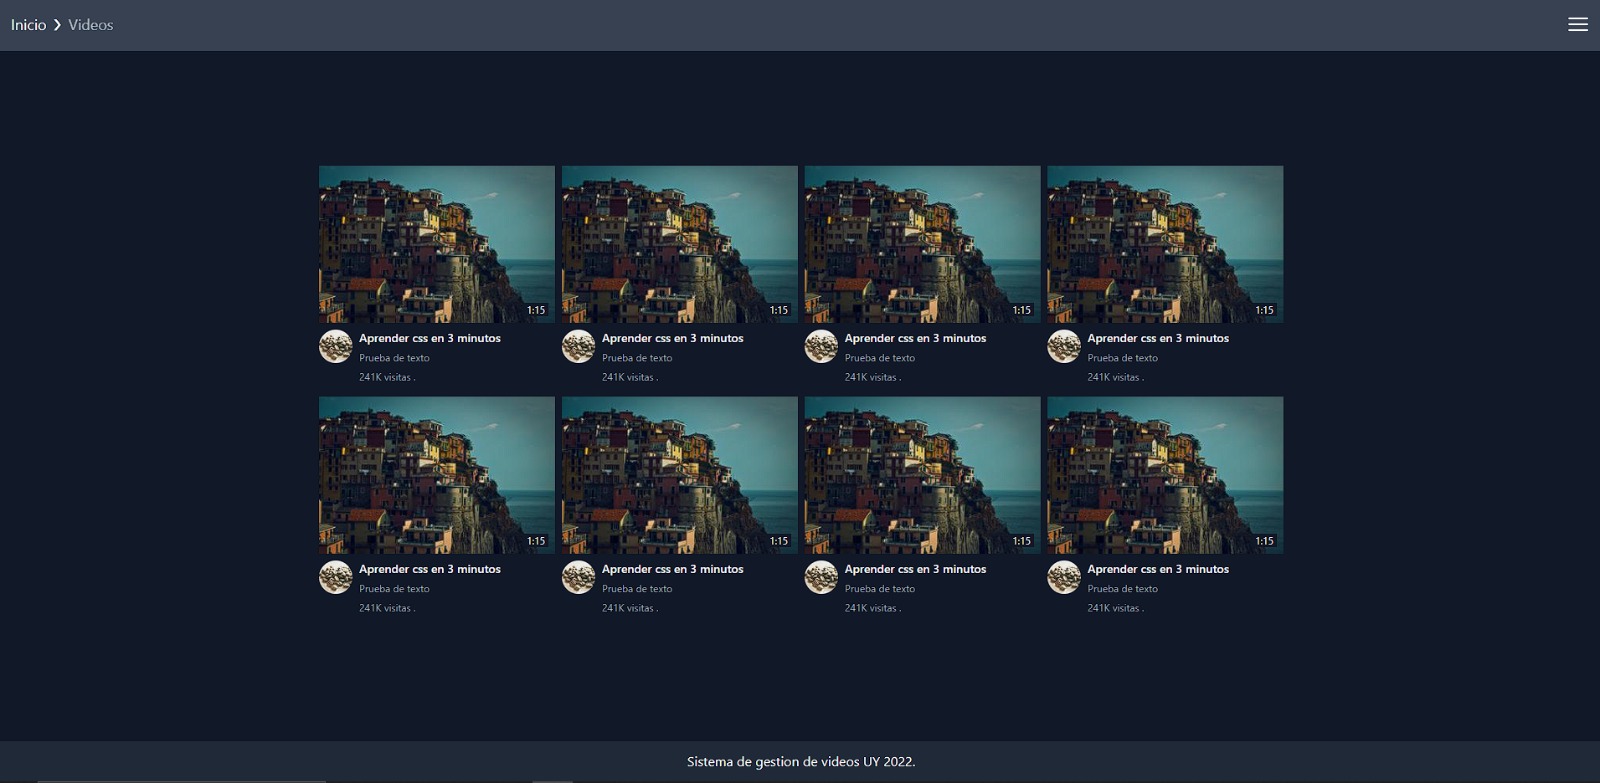 Inicio ❯ Videos
1:15 1:15 1:15 1:15
Aprender css en 3 minutos Aprender css en 3 minutos Aprender css en 3 minutos Aprender css en 3 minutos
Prueba de texto Prueba de texto Prueba de texto Prueba de texto
241K visitas . 241K visitas . 241K visitas . 241K visitas .
1:15 1:15 1:15 1:15
Aprender css en 3 minutos Aprender css en 3 minutos Aprender css en 3 minutos Aprender css en 3 minutos
Prueba de texto Prueba de texto Prueba de texto Prueba de texto
241K visitas . 241K visitas . 241K visitas . 241K visitas .
Sistema de gestion de videos UY 2022.